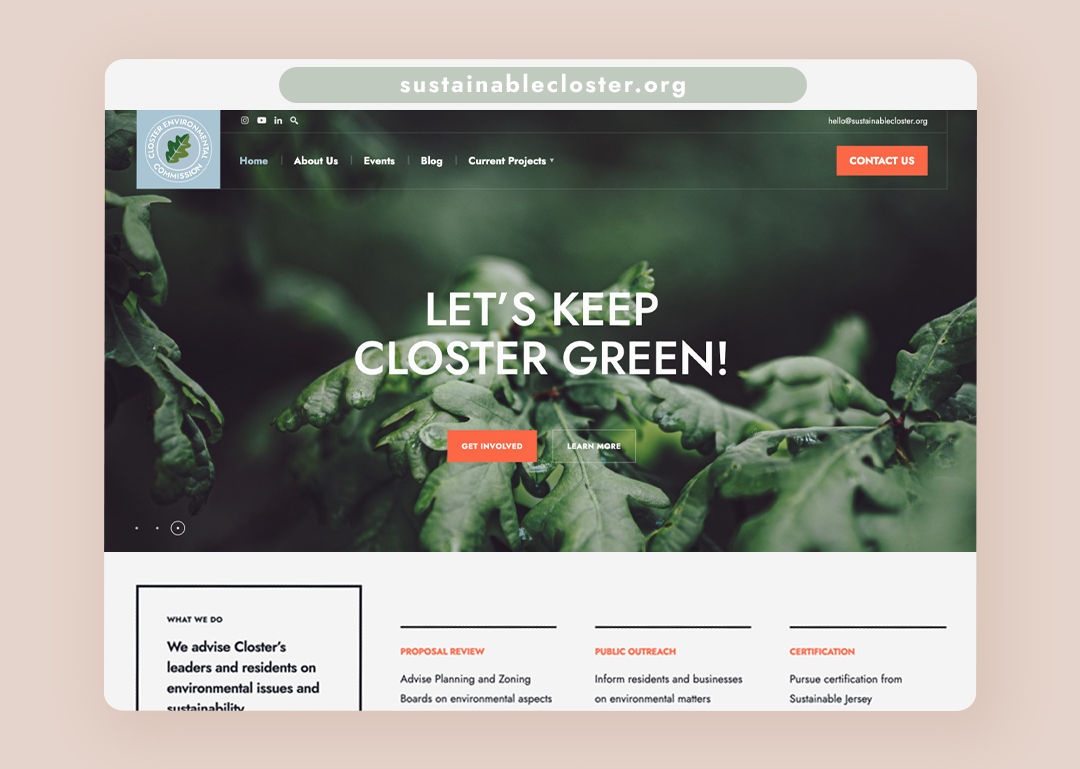 sustainablecloster.org
CLOSTER ENVIRONMENTAL
COMMISSION
hello@sustainablecloster.org
Home
About Us
Events
Blog
Current Projects
CONTACT US
LET’S KEEP
CLOSTER GREEN!
GET INVOLVED
LEARN MORE
WHAT WE DO
We advise Closter’s
leaders and residents on
environmental issues and
sustainability
PROPOSAL REVIEW
Advise Planning and Zoning
Boards on environmental aspects
PUBLIC OUTREACH
Inform residents and businesses
on environmental matters
CERTIFICATION
Pursue certification from
Sustainable Jersey